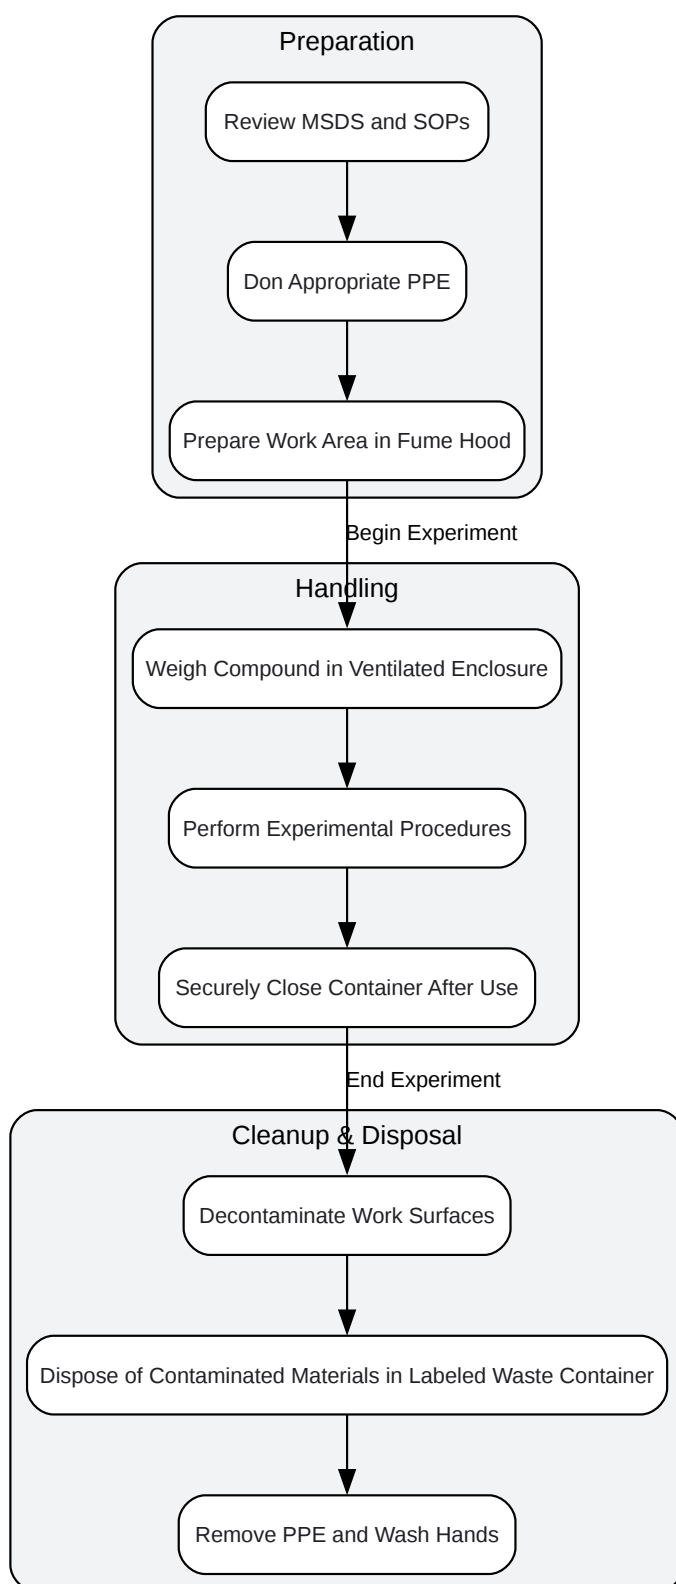 Preparation
Review MSDS and SOPs
Don Appropriate PPE
Prepare Work Area in Fume Hood
Begin Experiment
Handling
Weigh Compound in Ventilated Enclosure
Perform Experimental Procedures
Securely Close Container After Use
End Experiment
Cleanup & Disposal
Decontaminate Work Surfaces
Dispose of Contaminated Materials in Labeled Waste Container
Remove PPE and Wash Hands